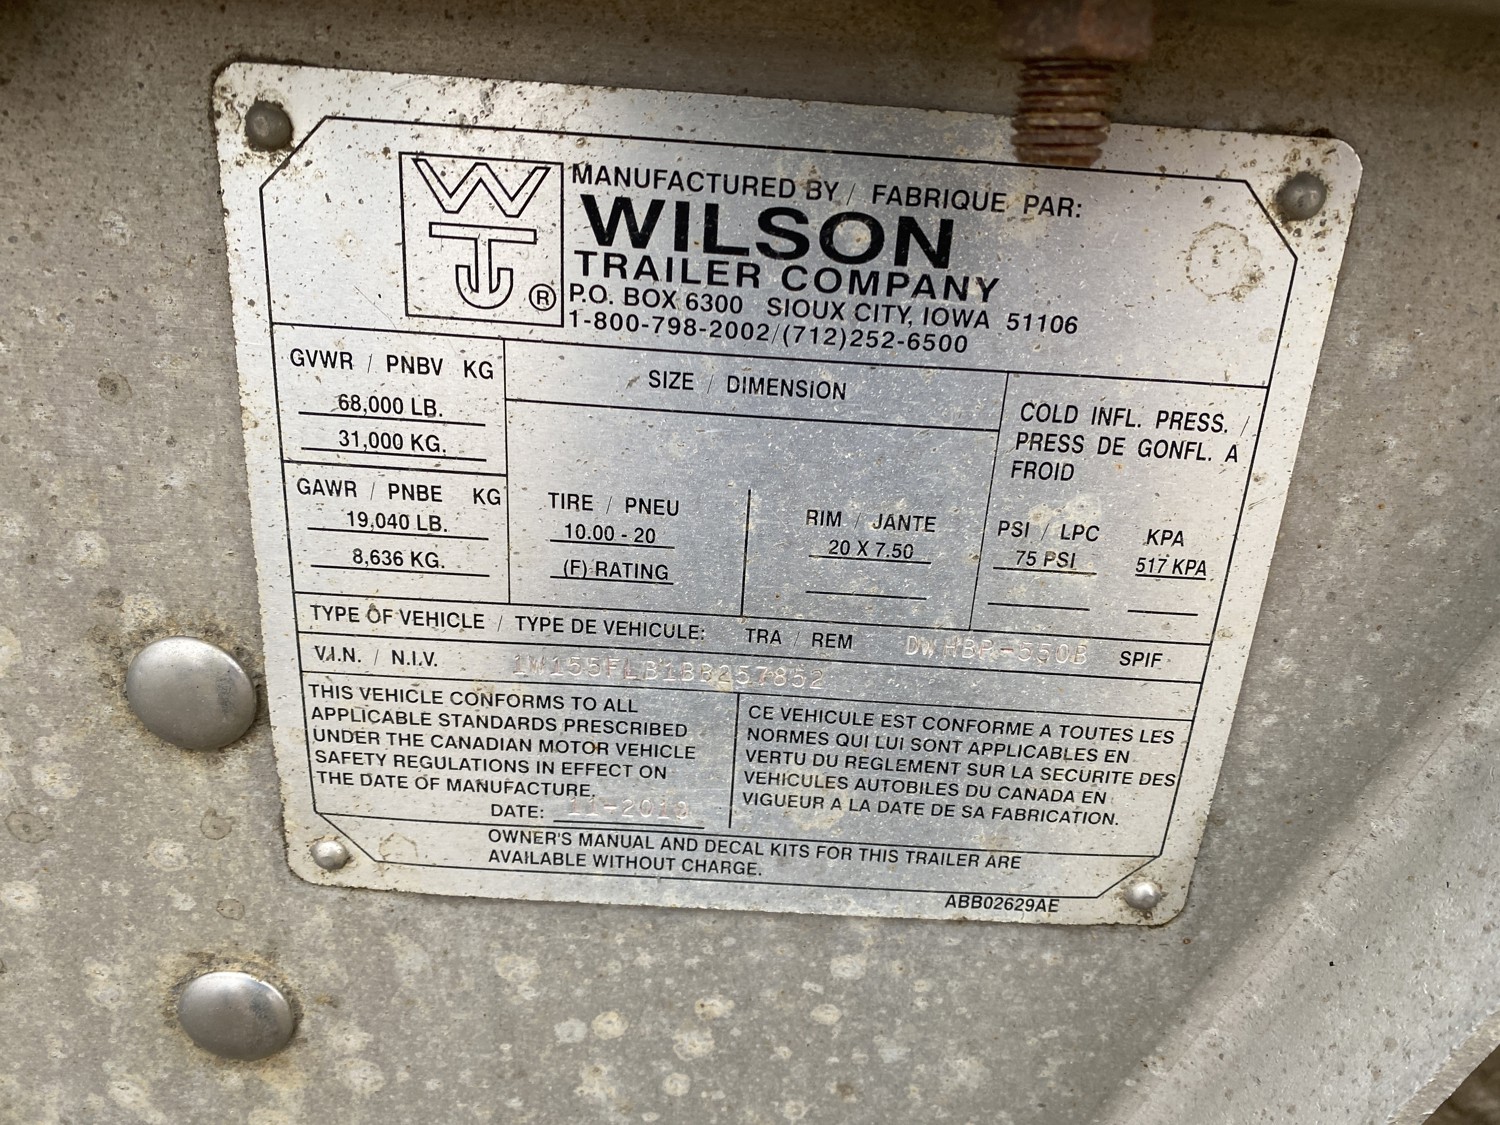 WT
®
MANUFACTURED BY / FABRIQUE PAR:
WILSON
TRAILER COMPANY
P.O. BOX 6300 SIOUX CITY, IOWA 51106
1-800-798-2002/(712)252-6500
GVWR / PNBV KG
68,000 LB.
31,000 KG.
GAWR / PNBE KG
19,040 LB.
8,636 KG.
SIZE / DIMENSION
TIRE / PNEU
10.00 - 20
(F) RATING
RIM / JANTE
20 X 7.50
COLD INFL. PRESS. /
PRESS DE GONFL. A
FROID
PSI / LPC KPA
75 PSI 517 KPA
TYPE OF VEHICLE / TYPE DE VEHICULE: TRA / REM DWHBR-550B SPIF
V.I.N. / N.I.V.
THIS VEHICLE CONFORMS TO ALL
APPLICABLE STANDARDS PRESCRIBED
UNDER THE CANADIAN MOTOR VEHICLE
SAFETY REGULATIONS IN EFFECT ON
THE DATE OF MANUFACTURE.
DATE:
CE VEHICULE EST CONFORME A TOUTES LES
NORMES QUI LUI SONT APPLICABLES EN
VERTU DU REGLEMENT SUR LA SECURITE DES
VEHICULES AUTOBILES DU CANADA EN
VIGUEUR A LA DATE DE SA FABRICATION.
OWNER'S MANUAL AND DECAL KITS FOR THIS TRAILER ARE
AVAILABLE WITHOUT CHARGE.
ABB02629AE